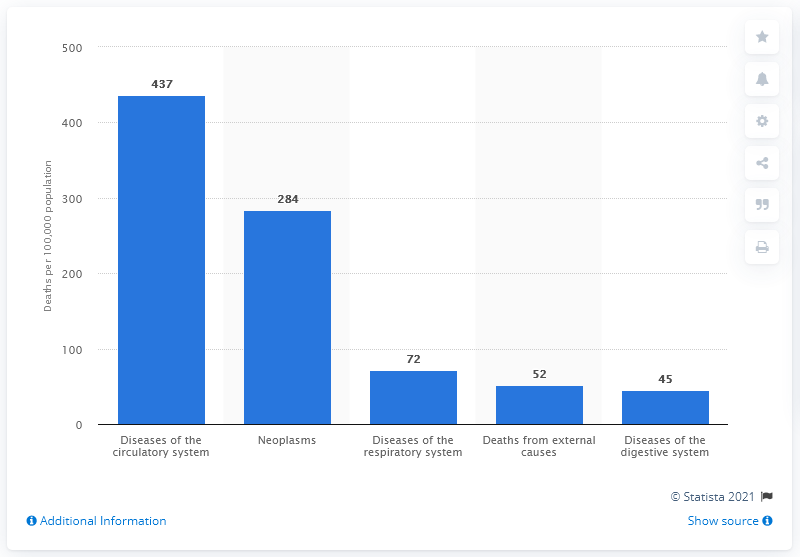 500
400
300
200
100
0
Deaths per 100,000 population
437
284
72
52
45
Diseases of the
circulatory system
Neoplasms
Diseases of the
respiratory system
Deaths from external
causes
Diseases of the
digestive system
© Statista 2021
Additional Information
Show source